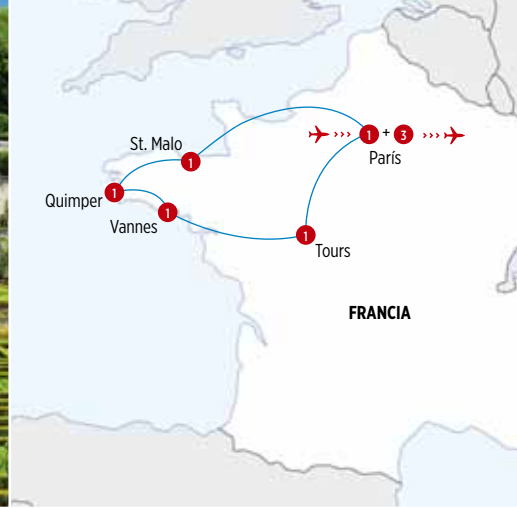 1 + 3
París
St. Malo
1
Quimper
1
Vannes
1
1
Tours
FRANCIA